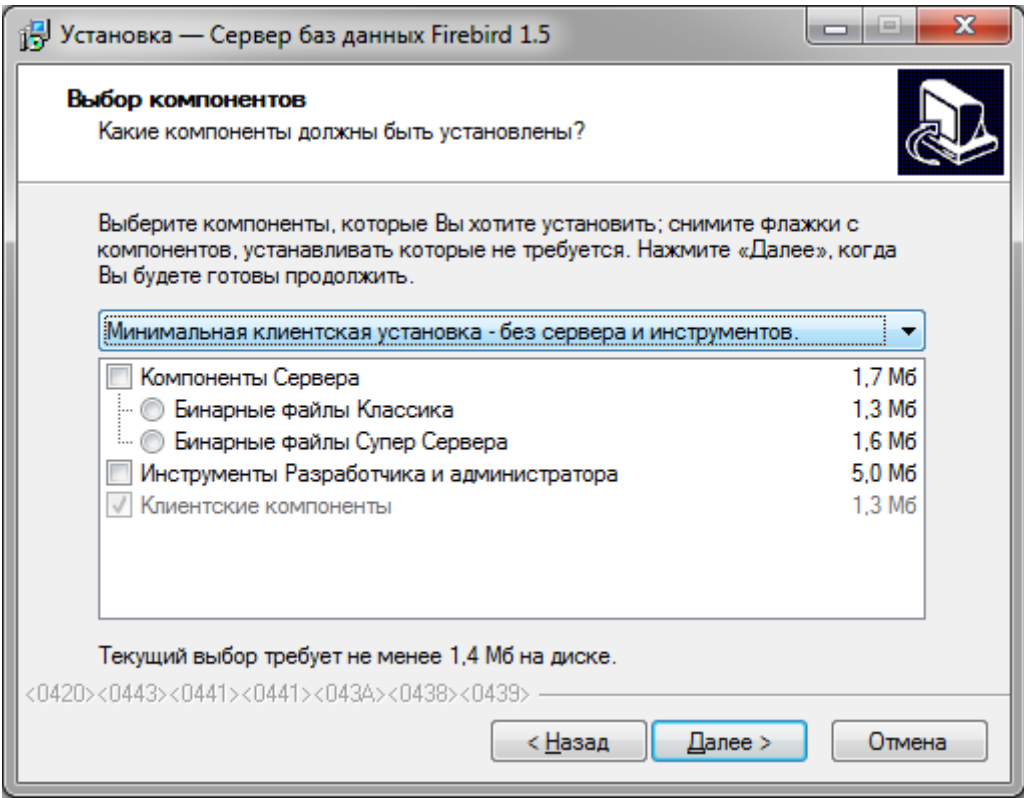 Установка — Сервер баз данных Firebird 1.5
Выбор компонентов
Какие компоненты должны быть установлены?
Выберите компоненты, которые Вы хотите установить; снимите флажки с
компонентов, устанавливать которые не требуется. Нажмите «Далее», когда
Вы будете готовы продолжить.
Минимальная клиентская установка - без сервера и инструментов.
Компоненты Сервера 1,7 Мб
Бинарные файлы Классика 1,3 Мб
Бинарные файлы Супер Сервера 1,6 Мб
Инструменты Разработчика и администратора 5,0 Мб
Клиентские компоненты 1,3 Мб
Текущий выбор требует не менее 1,4 Мб на диске.
<0420><0443><0441><0441><043A><0438><0439>
< Назад Далее > Отмена